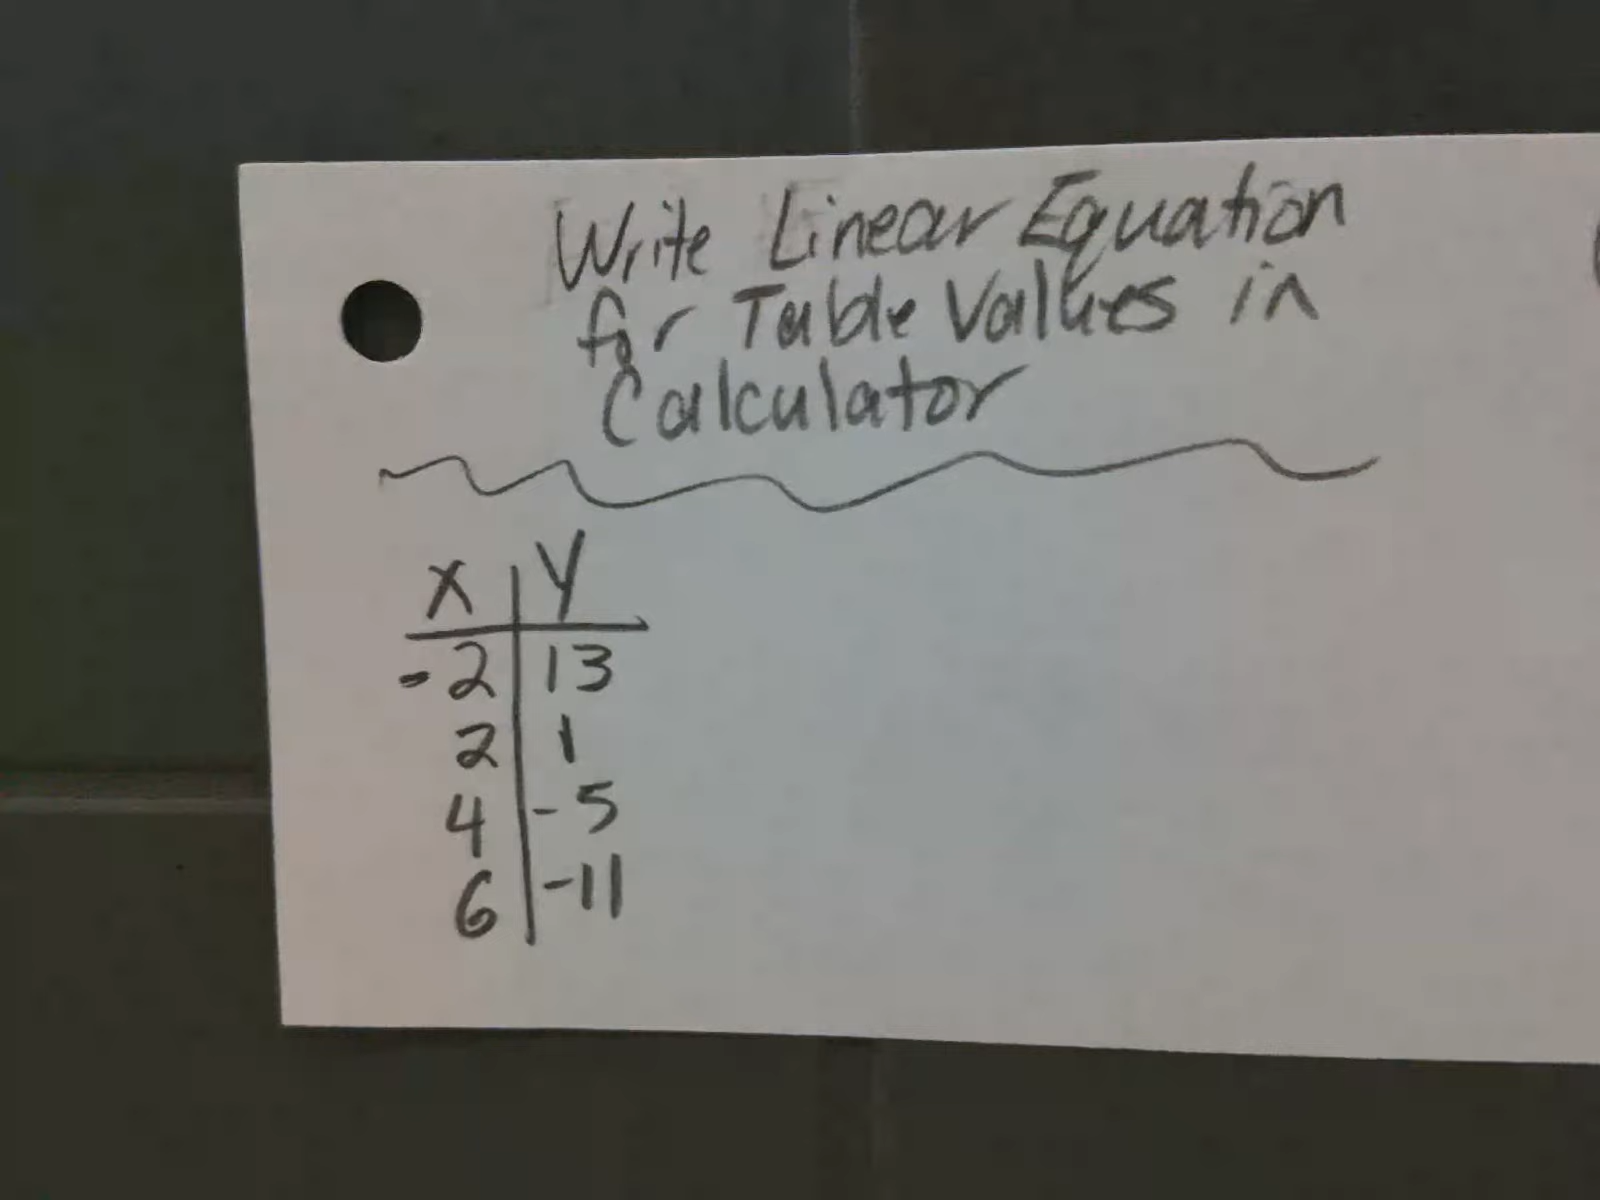 Write Linear Equation
for Table Values in
Calculator
X Y
-2 13
2 1
4 -5
6 -11